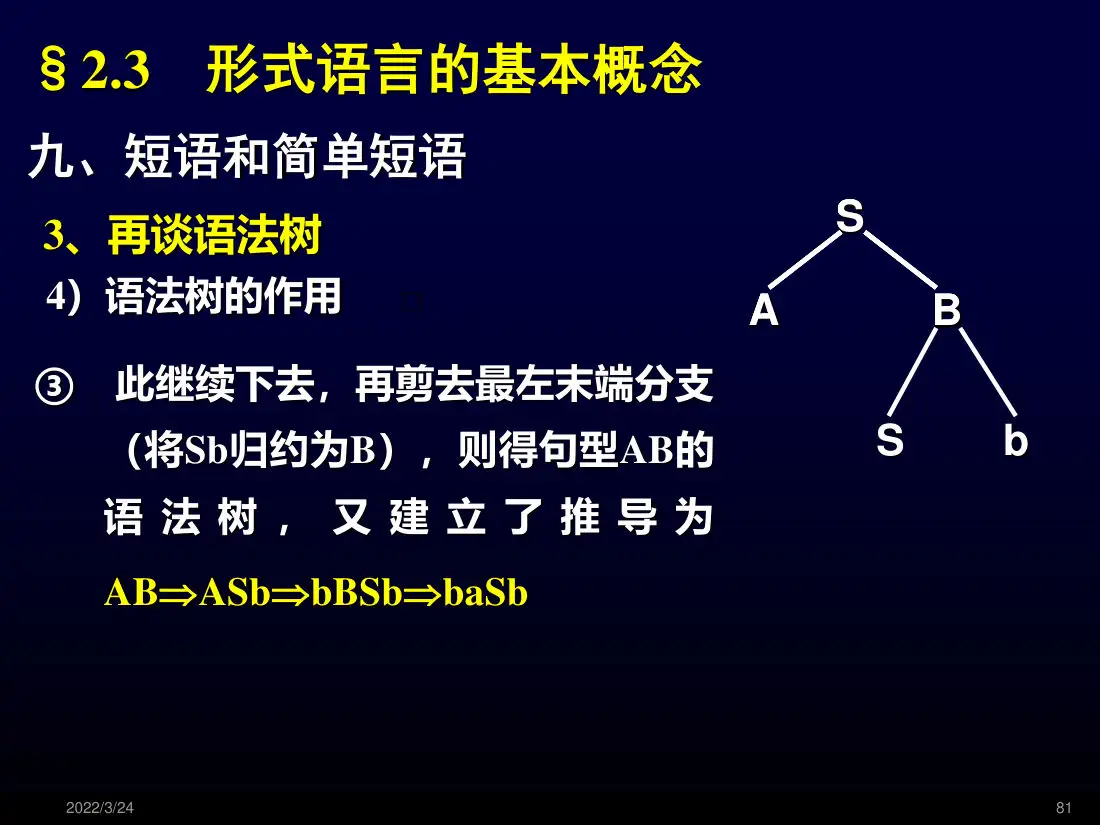 §2.3 形式语言的基本概念
九、短语和简单短语
3、再谈语法树
4）语法树的作用
③ 此继续下去，再剪去最左末端分支
（将Sb归约为B），则得句型AB的
语法树，又建立了推导为
AB⇒ASb⇒bBSb⇒baSb
S
A B
S b
2022/3/24
81